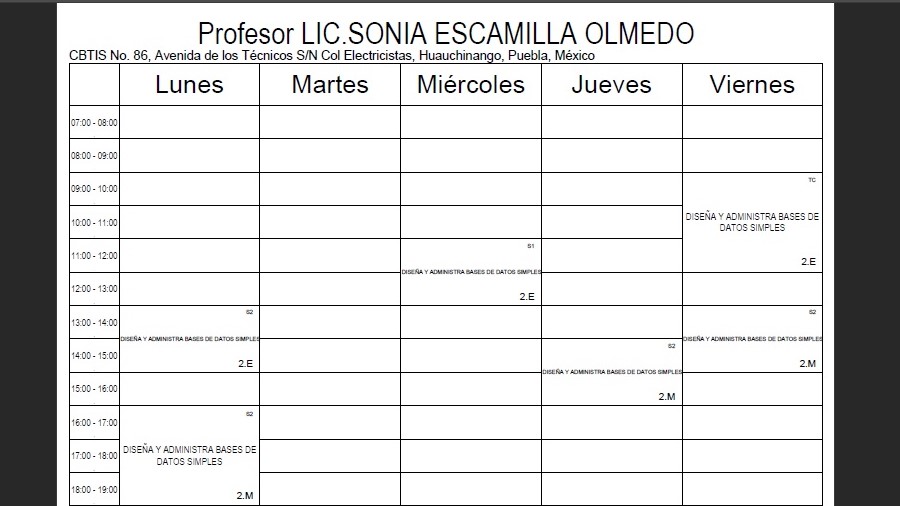 Profesor LIC.SONIA ESCAMILLA OLMEDO
CBTIS No. 86, Avenida de los Técnicos S/N Col Electricistas, Huauchinango, Puebla, México
Lunes Martes Miércoles Jueves Viernes
07:00 - 08:00
08:00 - 09:00
09:00 - 10:00
TC
10:00 - 11:00
DISEÑA Y ADMINISTRA BASES DE
DATOS SIMPLES
11:00 - 12:00
S1
2.E
DISEÑA Y ADMINISTRA BASES DE DATOS SIMPLES
12:00 - 13:00
2.E
13:00 - 14:00
S2
S2
DISEÑA Y ADMINISTRA BASES DE DATOS SIMPLES
DISEÑA Y ADMINISTRA BASES DE DATOS SIMPLES
14:00 - 15:00
2.E
S2
2.M
DISEÑA Y ADMINISTRA BASES DE DATOS SIMPLES
15:00 - 16:00
2.M
16:00 - 17:00
S2
17:00 - 18:00
DISEÑA Y ADMINISTRA BASES DE
DATOS SIMPLES
18:00 - 19:00
2.M